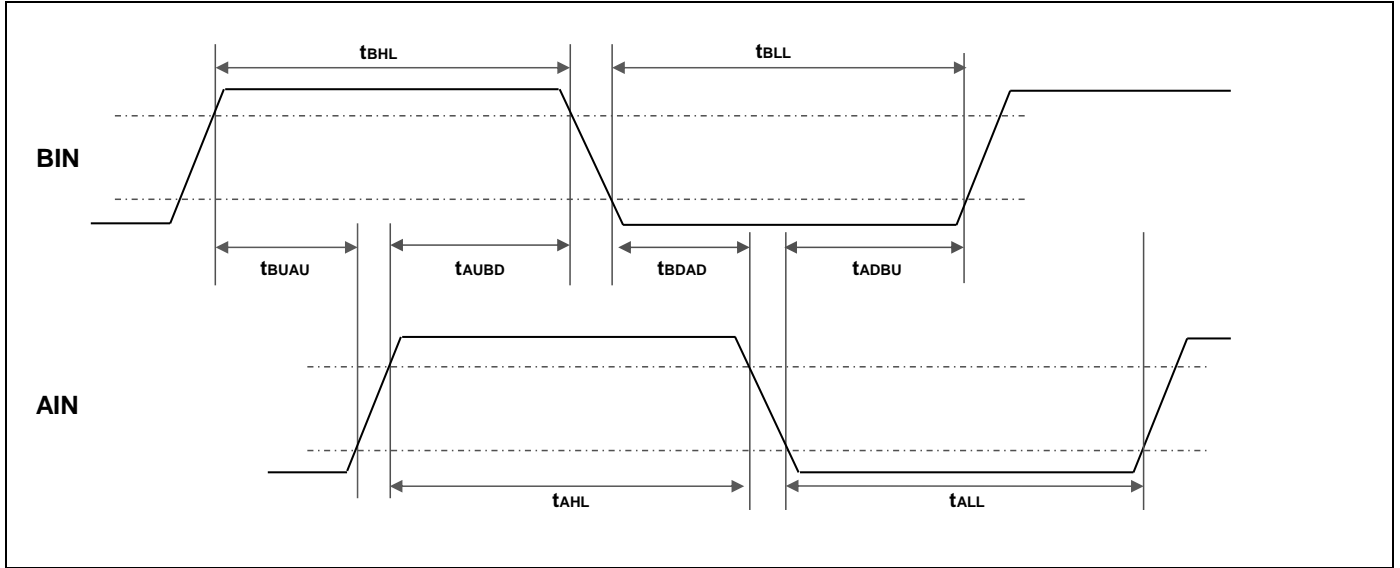 tBHL
tBLL
BIN
tBUAU
tAUBD
tBDAD
tADBU
AIN
tAHL
tALL